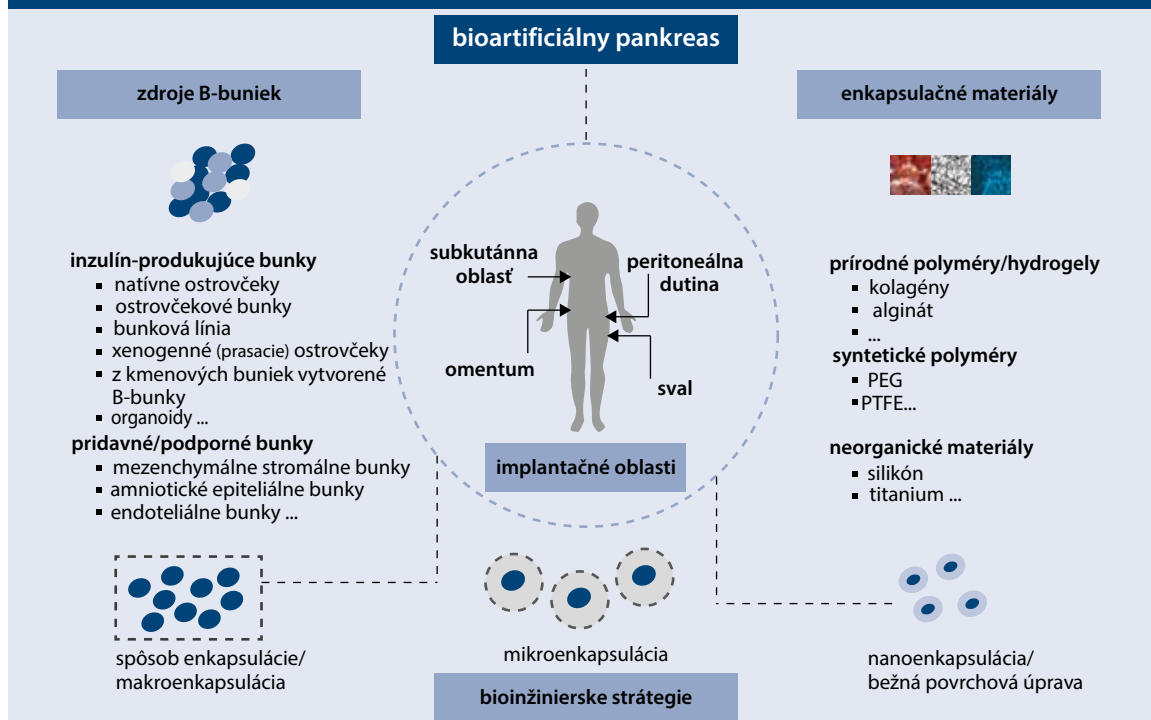 bioartificiálny pankreas
zdroje B-buniek
inzulín-produkujúce bunky
▪ natívne ostrovčeky
▪ ostrovčekové bunky
▪ bunková línia
▪ xenogenné (prasacie) ostrovčeky
▪ z kmenových buniek vytvorené
B-bunky
▪ organoidy ...
pridavné/podporné bunky
▪ mezenchymálne stromálne bunky
▪ amniotické epiteliálne bunky
▪ endoteliálne bunky ...
subkutánna
oblasť
peritoneálna
dutina
omentum
sval
implantačné oblasti
enkapsulačné materiály
prírodné polyméry/hydrogely
▪ kolagény
▪ alginát
▪ ...
syntetické polyméry
▪ PEG
▪ PTFE...
neorganické materiály
▪ silikón
▪ titanium ...
spôsob enkapsulácie/
makroenkapsulácia
mikroenkapsulácia
nanoenkapsulácia/
bežná povrchová úprava
bioinžinierske strátegie